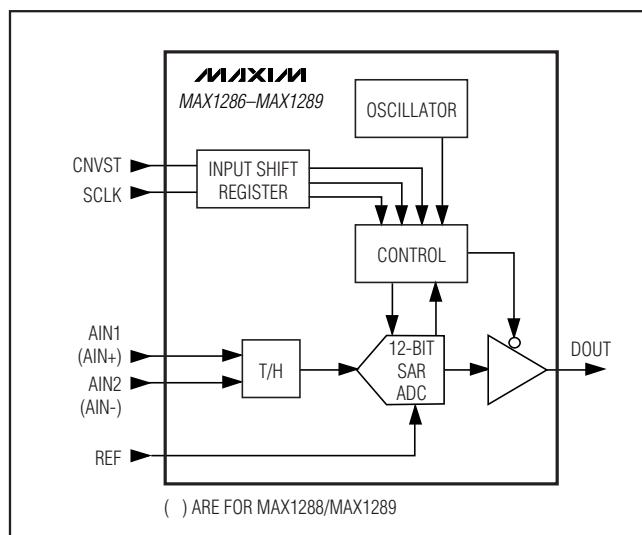 MAXIM
MAX1286–MAX1289
OSCILLATOR
CNVST
SCLK
INPUT SHIFT
REGISTER
CONTROL
AIN1
(AIN+)
AIN2
(AIN-)
T/H
12-BIT
SAR
ADC
DOUT
REF
( ) ARE FOR MAX1288/MAX1289